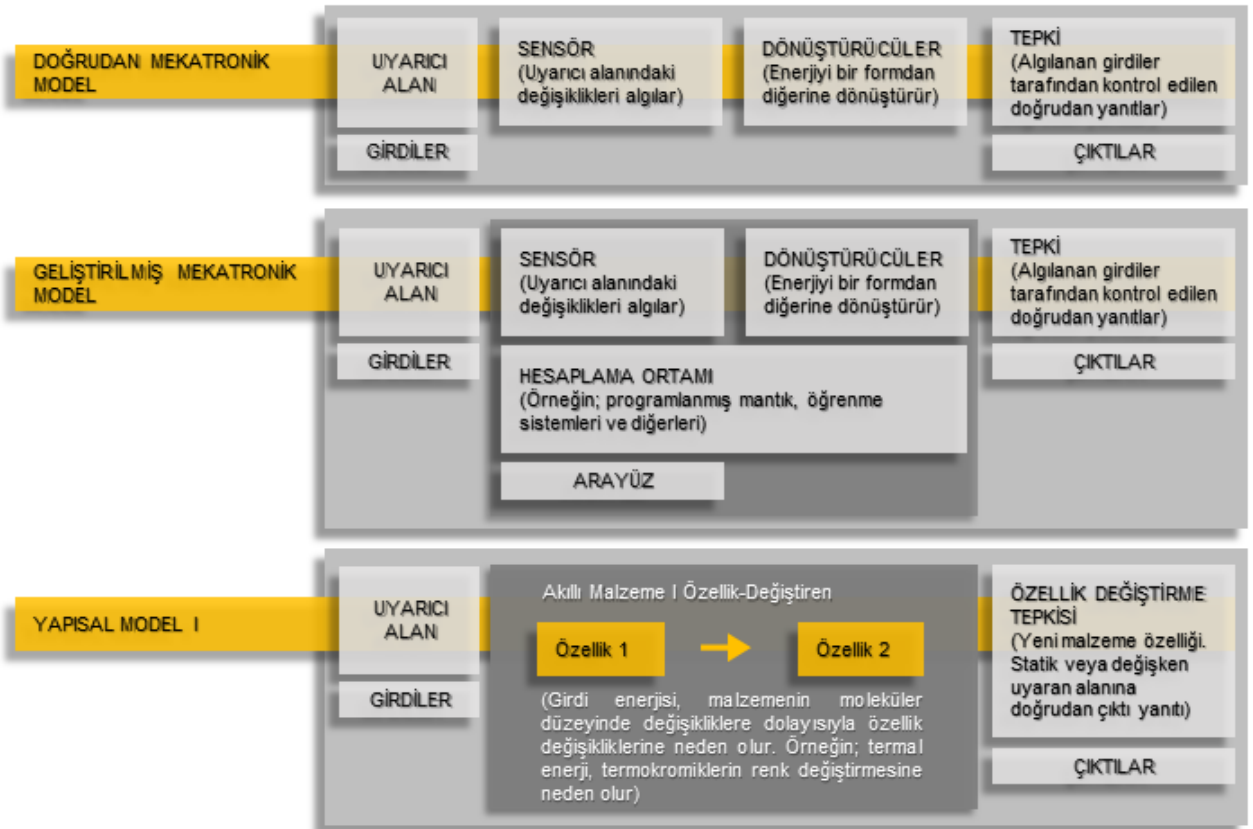 DOĞRUDAN MEKATRONİK
MODEL
UYARICI
ALAN
GİRDİLER
SENSÖR
(Uyarıcı alanındaki
değişiklikleri algılar)
DÖNÜŞTÜRÜCÜLER
(Enerjiyi bir formdan
diğerine dönüştürür)
TEPKİ
(Algılanan girdiler
tarafından kontrol edilen
doğrudan yanıtlar)
ÇIKTILAR
GELİŞTİRİLMİŞ MEKATRONİK
MODEL
UYARICI
ALAN
GİRDİLER
SENSÖR
(Uyarıcı alanındaki
değişiklikleri algılar)
DÖNÜŞTÜRÜCÜLER
(Enerjiyi bir formdan
diğerine dönüştürür)
HESAPLAMA ORTAMI
(Örneğin; programlanmış mantık, öğrenme
sistemleri ve diğerleri)
ARAYÜZ
TEPKİ
(Algılanan girdiler
tarafından kontrol edilen
doğrudan yanıtlar)
ÇIKTILAR
YAPISAL MODEL I
UYARICI
ALAN
GİRDİLER
Akıllı Malzeme I Özellik-Değiştiren
Özellik 1
Özellik 2
(Girdi enerjisi, malzemenin moleküler
düzeyinde değişikliklere dolayısıyla özellik
değişikliklerine neden olur. Örneğin; termal
enerji, termokromiklerin renk değiştirmesine
neden olur)
ÖZELLİK DEĞİŞTİRME
TEPKİSİ
(Yeni malzeme özelliği.
Statik veya değişken
uyaran alanına
doğrudan çıktı yanıtı)
ÇIKTILAR